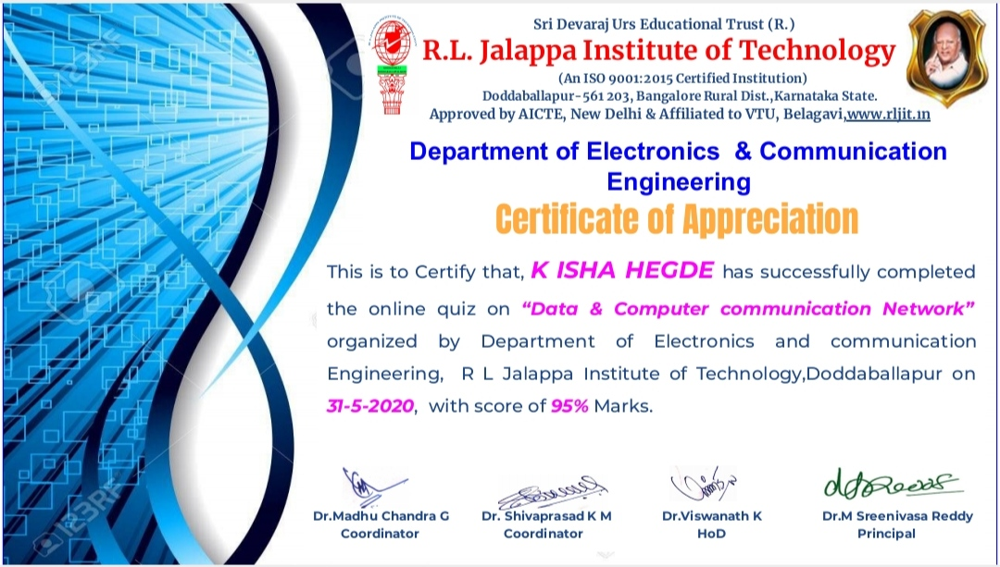 Sri Devaraj Urs Educational Trust (R.)
R.L. Jalappa Institute of Technology
(An ISO 9001:2015 Certified Institution)
Doddaballapur-561 203, Bangalore Rural Dist.,Karnataka State.
Approved by AICTE, New Delhi & Affiliated to VTU, Belagavi,www.rljit.in
Department of Electronics & Communication
Engineering
Certificate of Appreciation
This is to Certify that, K ISHA HEGDE has successfully completed
the online quiz on “Data & Computer communication Network”
organized by Department of Electronics and communication
Engineering, R L Jalappa Institute of Technology,Doddaballapur on
31-5-2020, with score of 95% Marks.
Dr.Madhu Chandra G Dr. Shivaprasad K M Dr.Viswanath K Dr.M Sreenivasa Reddy
Coordinator Coordinator HoD Principal
123RF